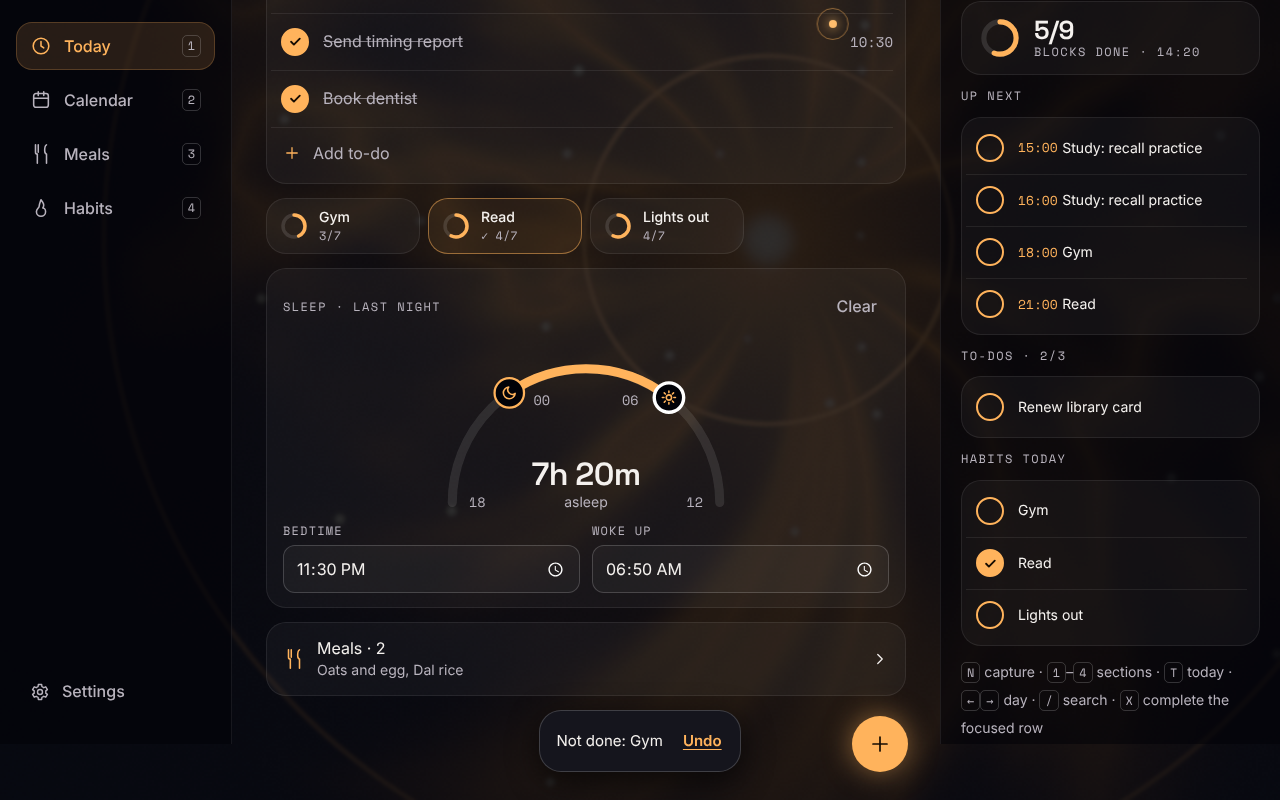 Today 1
Calendar 2
Meals 3
Habits 4
Settings
Send timing report 10:30
Book dentist
+ Add to-do
Gym
3/7
Read
✓ 4/7
Lights out
4/7
SLEEP · LAST NIGHT
Clear
00 06
7h 20m
18 asleep 12
BEDTIME
11:30 PM
WOKE UP
06:50 AM
Meals · 2
Oats and egg, Dal rice
Not done: Gym Undo
+
5/9
BLOCKS DONE · 14:20
UP NEXT
15:00 Study: recall practice
16:00 Study: recall practice
18:00 Gym
21:00 Read
TO-DOS · 2/3
Renew library card
HABITS TODAY
Gym
Read
Lights out
N capture · 1–4 sections · T today ·
← → day · / search · X complete the
focused row